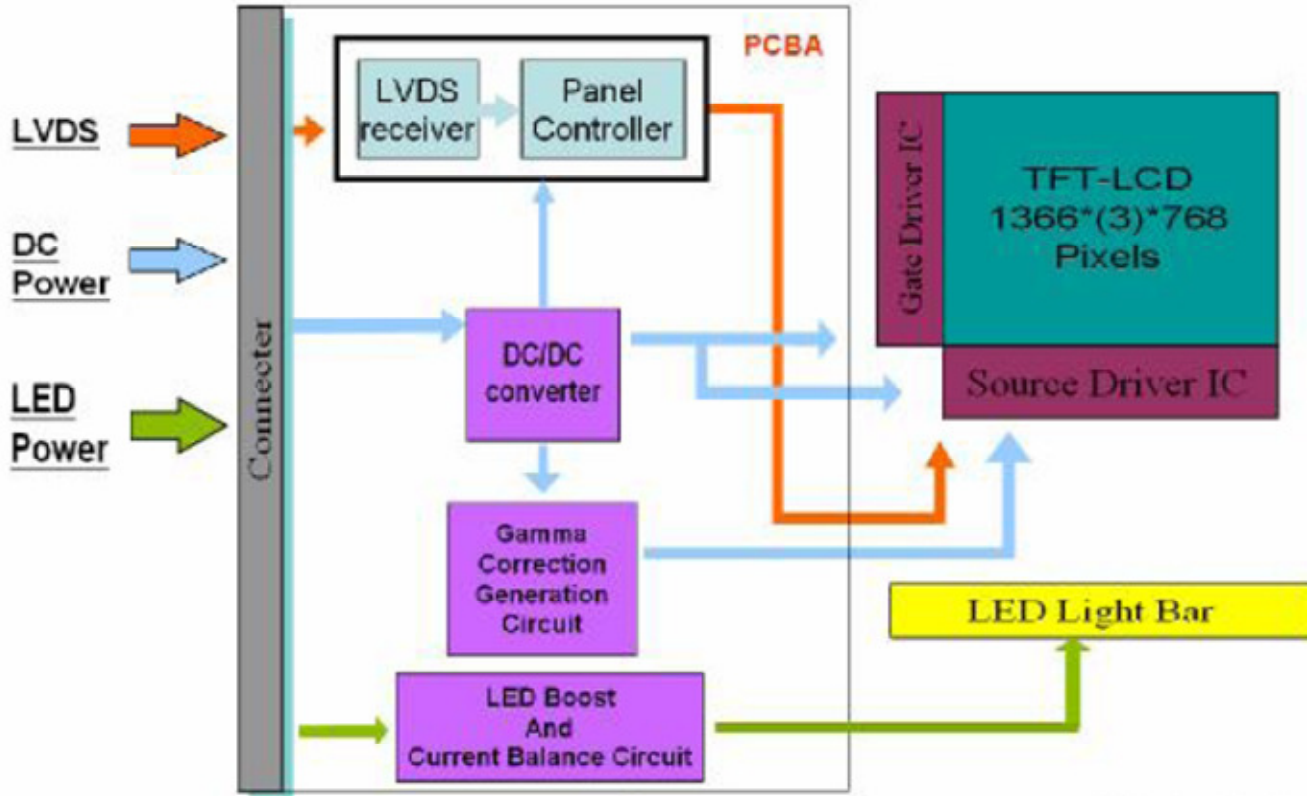 PCBA
LVDS
receiver
Panel
Controller
LVDS
DC
Power
LED
Power
Connecter
DC/DC
converter
Gamma
Correction
Generation
Circuit
LED Boost
And
Current Balance Circuit
Gate Driver IC
TFT-LCD
1366*(3)*768
Pixels
Source Driver IC
LED Light Bar